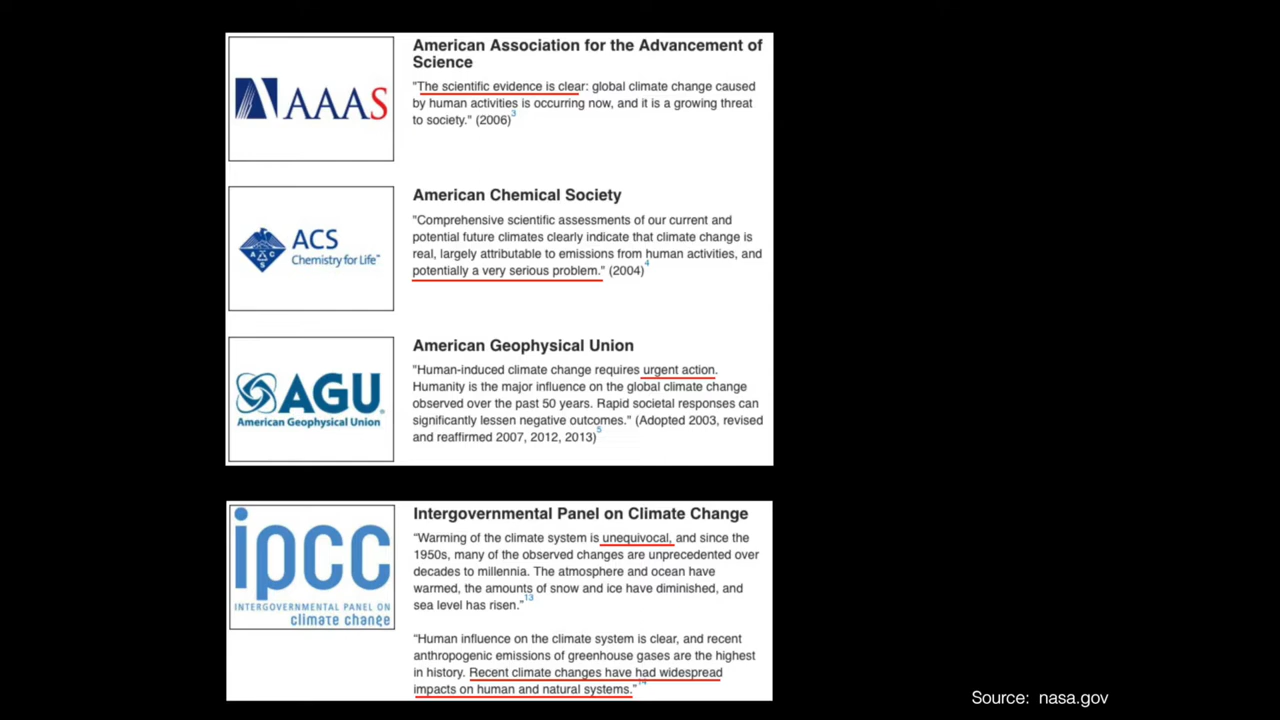 American Association for the Advancement of
Science
AAAS
"The scientific evidence is clear: global climate change caused
by human activities is occurring now, and it is a growing threat
to society." (2006)3
American Chemical Society
ACS
Chemistry for Life™
A C S
"Comprehensive scientific assessments of our current and
potential future climates clearly indicate that climate change is
real, largely attributable to emissions from human activities, and
potentially a very serious problem." (2004)4
American Geophysical Union
AGU®
American Geophysical Union
"Human-induced climate change requires urgent action.
Humanity is the major influence on the global climate change
observed over the past 50 years. Rapid societal responses can
significantly lessen negative outcomes." (Adopted 2003, revised
and reaffirmed 2007, 2012, 2013)5
Intergovernmental Panel on Climate Change
ipcc
INTERGOVERNMENTAL PANEL ON
climate change
“Warming of the climate system is unequivocal, and since the
1950s, many of the observed changes are unprecedented over
decades to millennia. The atmosphere and ocean have
warmed, the amounts of snow and ice have diminished, and
sea level has risen.”13
“Human influence on the climate system is clear, and recent
anthropogenic emissions of greenhouse gases are the highest
in history. Recent climate changes have had widespread
impacts on human and natural systems.”14
Source: nasa.gov